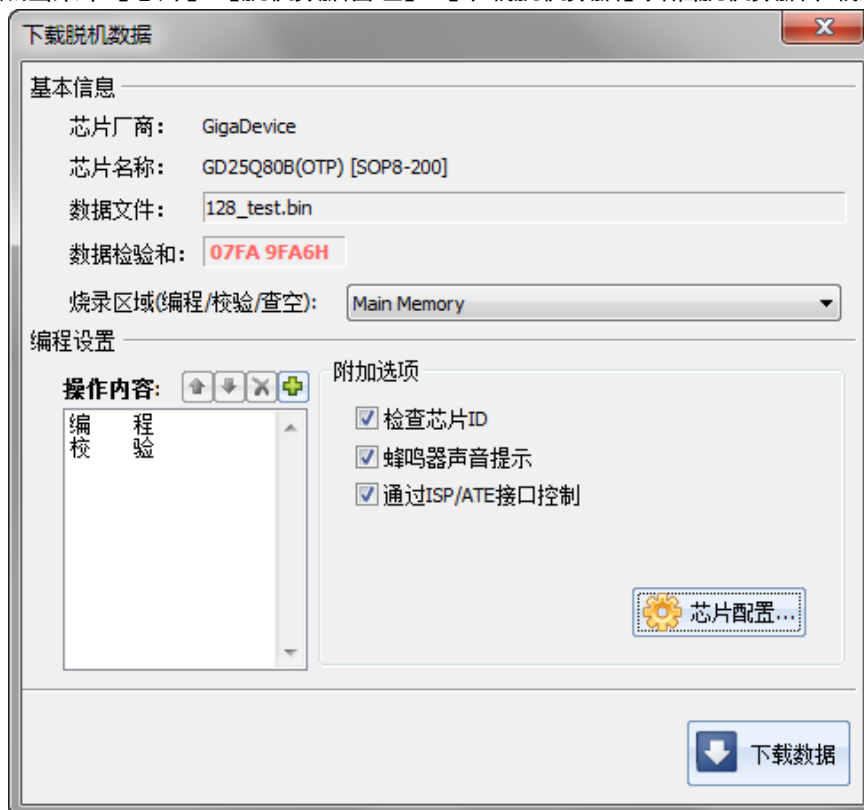 下载脱机数据
基本信息
芯片厂商： GigaDevice
芯片名称： GD25Q80B(OTP) [SOP8-200]
数据文件： 128_test.bin
数据检验和： 07FA 9FA6H
烧录区域(编程/校验/查空)： Main Memory
编程设置
操作内容:
编 程
校 验
附加选项
检查芯片ID
蜂鸣器声音提示
通过ISP/ATE接口控制
芯片配置...
下载数据